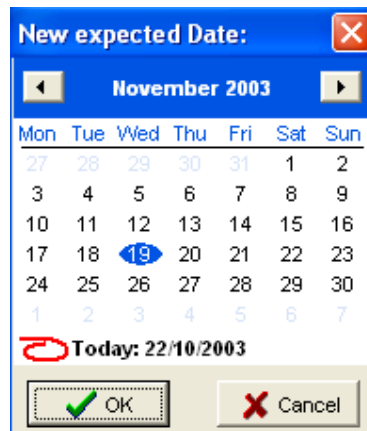 New expected Date:
November 2003
Mon Tue Wed Thu Fri Sat Sun
27 28 29 30 31 1 2
3 4 5 6 7 8 9
10 11 12 13 14 15 16
17 18 19 20 21 22 23
24 25 26 27 28 29 30
1 2 3 4 5 6 7
Today: 22/10/2003
OK Cancel